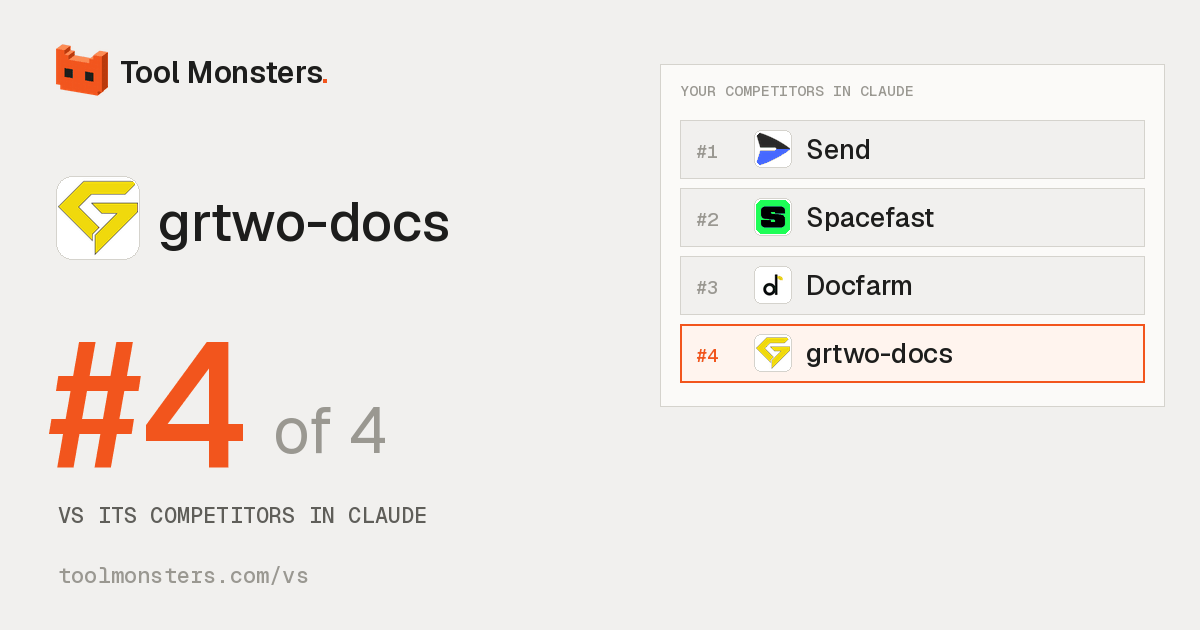 Tool Monsters.
grtwo-docs
#4 of 4
VS ITS COMPETITORS IN CLAUDE
toolmonsters.com/vs
YOUR COMPETITORS IN CLAUDE
#1 Send
#2 Spacefast
#3 Docfarm
#4 grtwo-docs